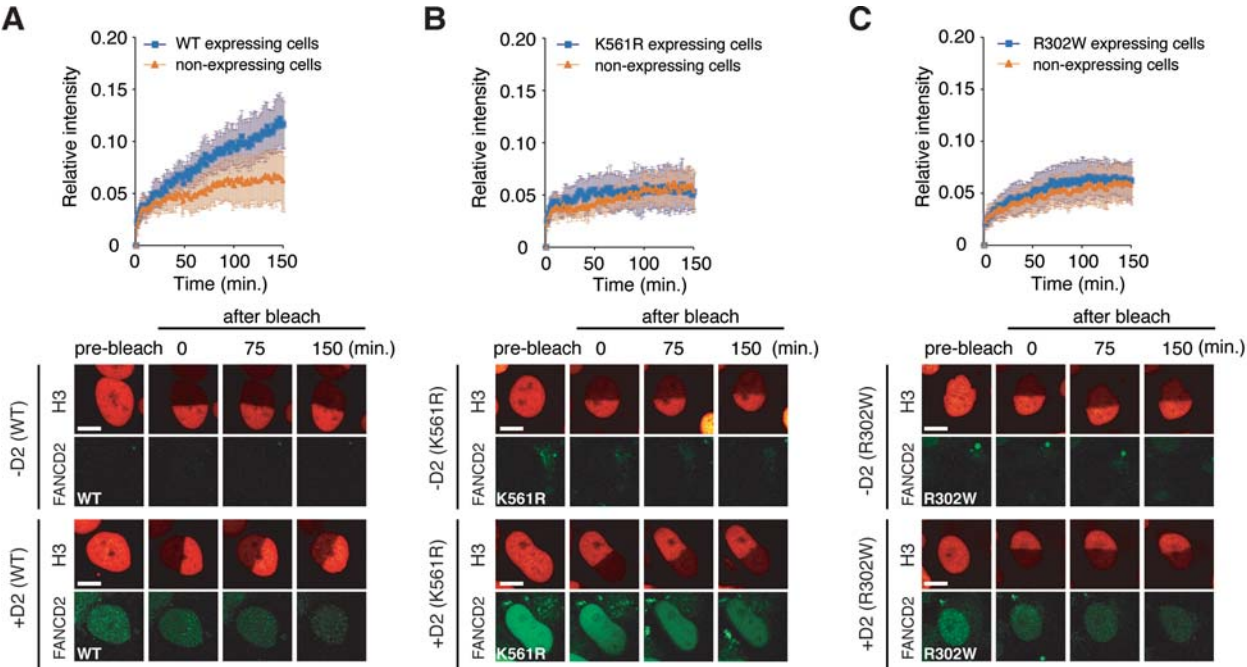 A
0.20
0.15
0.10
0.05
0
Relative intensity
WT expressing cells
non-expressing cells
0 50 100 150
Time (min.)
after bleach
pre-bleach 0 75 150 (min.)
-D2 (WT)
H3
FANCD2
WT
+D2 (WT)
H3
FANCD2
WT
B
0.20
0.15
0.10
0.05
0
Relative intensity
K561R expressing cells
non-expressing cells
0 50 100 150
Time (min.)
after bleach
pre-bleach 0 75 150 (min.)
-D2 (K561R)
H3
FANCD2
K561R
+D2 (K561R)
H3
FANCD2
K561R
C
0.20
0.15
0.10
0.05
0
Relative intensity
R302W expressing cells
non-expressing cells
0 50 100 150
Time (min.)
after bleach
pre-bleach 0 75 150 (min.)
-D2 (R302W)
H3
FANCD2
R302W
+D2 (R302W)
H3
FANCD2
R302W